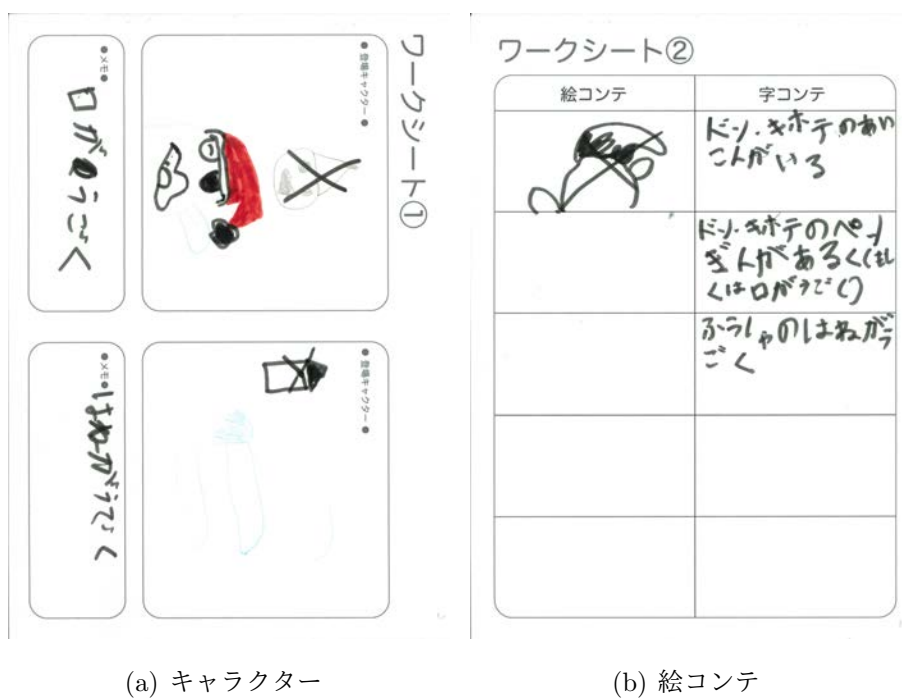 ワークシート①
●登場キャラクター●
●メモ●
口がうごく
●登場キャラクター●
●メモ●
はねがうごく
(a) キャラクター
ワークシート②
絵コンテ
字コンテ
ドン・キホテのあい
こんがいる
ドン・キホテのペン
ぎんがあるく(もし
くは口がうごく)
ふうしゃのはねがう
ごく
(b) 絵コンテ